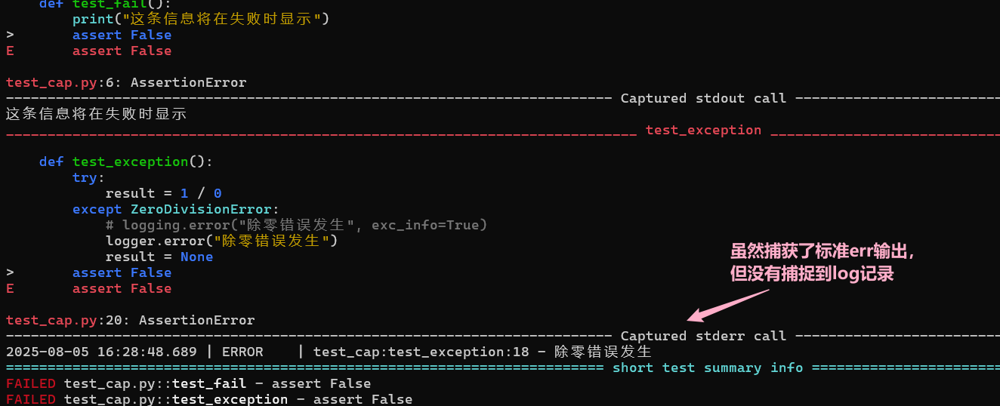 def test_fail():
print("这条信息将在失败时显示")
> assert False
E assert False
test_cap.py:6: AssertionError
------------------------------------------------------------------------- Captured stdout call -------------------------
这条信息将在失败时显示
____________________________________________________________________________ test_exception ____________________________
def test_exception():
try:
result = 1 / 0
except ZeroDivisionError:
# logging.error("除零错误发生", exc_info=True)
logger.error("除零错误发生")
result = None
> assert False
E assert False
虽然捕获了标准err输出,
但没有捕捉到log记录
test_cap.py:20: AssertionError
------------------------------------------------------------------------- Captured stderr call -------------------------
2025-08-05 16:28:48.689 | ERROR    | test_cap:test_exception:18 - 除零错误发生
======================================================================== short test summary info =======================
FAILED test_cap.py::test_fail - assert False
FAILED test_cap.py::test_exception - assert False